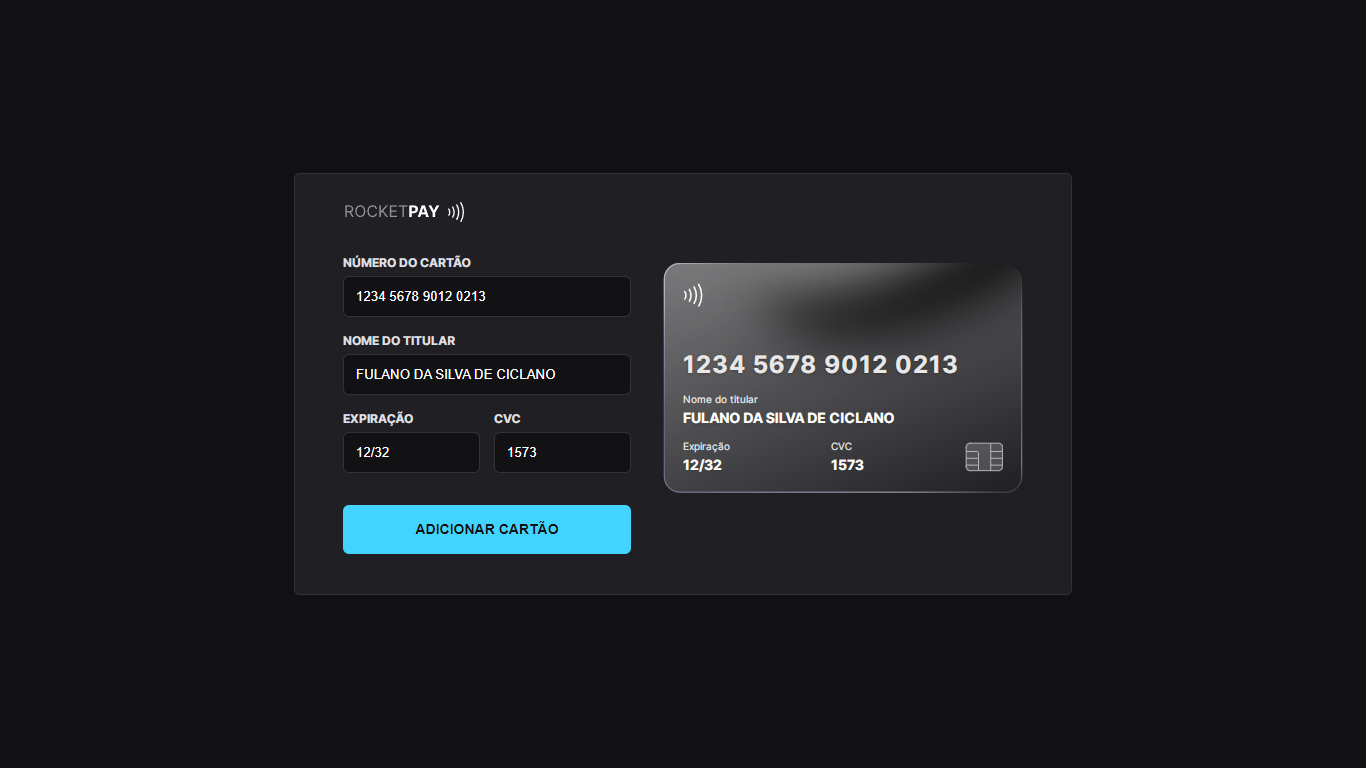 ROCKETPAY
NÚMERO DO CARTÃO
1234 5678 9012 0213
NOME DO TITULAR
FULANO DA SILVA DE CICLANO
EXPIRAÇÃO CVC
12/32 1573
ADICIONAR CARTÃO
1234 5678 9012 0213
Nome do titular
FULANO DA SILVA DE CICLANO
Expiração CVC
12/32 1573